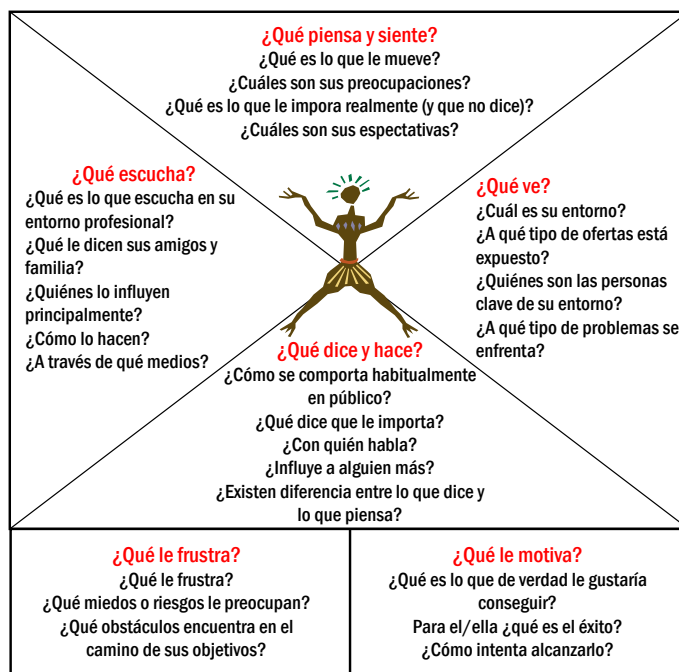 ¿Qué piensa y siente?
¿Qué es lo que le mueve?
¿Cuáles son sus preocupaciones?
¿Qué es lo que le impora realmente (y que no dice)?
¿Cuáles son sus espectativas?
¿Qué escucha?
¿Qué es lo que escucha en su
entorno profesional?
¿Qué le dicen sus amigos y
familia?
¿Quiénes lo influyen
principalmente?
¿Cómo lo hacen?
¿A través de qué medios?
¿Qué ve?
¿Cuál es su entorno?
¿A qué tipo de ofertas está
expuesto?
¿Quiénes son las personas
clave de su entorno?
¿A qué tipo de problemas se
enfrenta?
¿Qué dice y hace?
¿Cómo se comporta habitualmente
en público?
¿Qué dice que le importa?
¿Con quién habla?
¿Influye a alguien más?
¿Existen diferencia entre lo que dice y
lo que piensa?
¿Qué le frustra?
¿Qué le frustra?
¿Qué miedos o riesgos le preocupan?
¿Qué obstáculos encuentra en el
camino de sus objetivos?
¿Qué le motiva?
¿Qué es lo que de verdad le gustaría
conseguir?
Para el/ella ¿qué es el éxito?
¿Cómo intenta alcanzarlo?